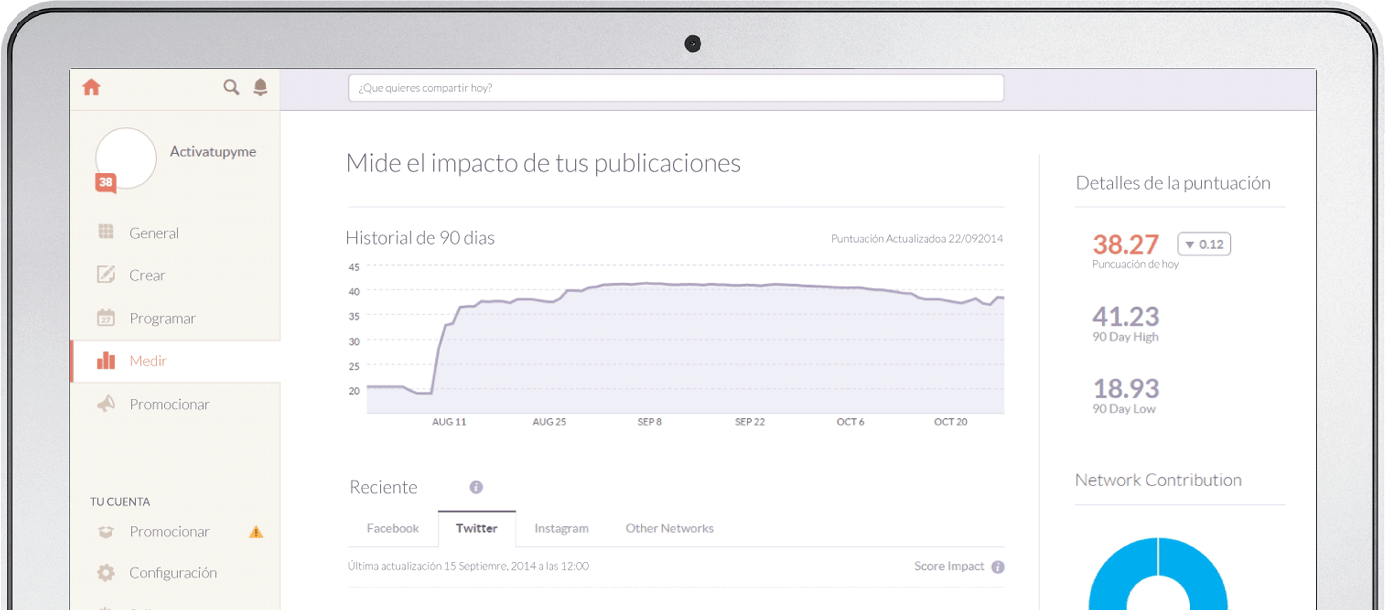 ¿Que quieres compartir hoy?
Activatupyme
38
General
Crear
27
Programar
Medir
Promocionar
TU CUENTA
Promocionar
Configuración
Mide el impacto de tus publicaciones
Historial de 90 dias
Puntuación Actualizadoa 22/092014
45
40
35
30
25
20
AUG 11
AUG 25
SEP 8
SEP 22
OCT 6
OCT 20
Reciente
Facebook
Twitter
Instagram
Other Networks
Última actualización 15 Septiemre, 2014 a las 12:00
Score Impact
Detalles de la puntuación
38.27
▼ 0.12
Puncuación de hoy
41.23
90 Day High
18.93
90 Day Low
Network Contribution